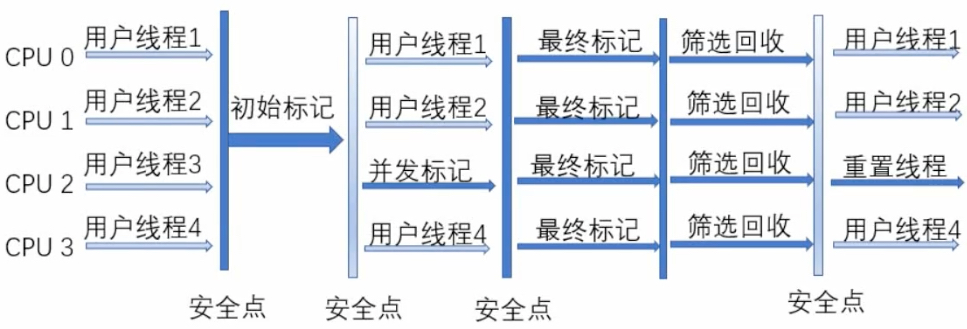 CPU 0 用户线程1 用户线程1 最终标记 筛选回收 用户线程1
CPU 1 用户线程2 初始标记 用户线程2 最终标记 筛选回收 用户线程2
CPU 2 用户线程3 并发标记 最终标记 筛选回收 重置线程
CPU 3 用户线程4 用户线程4 最终标记 筛选回收 用户线程4
安全点 安全点 安全点 安全点